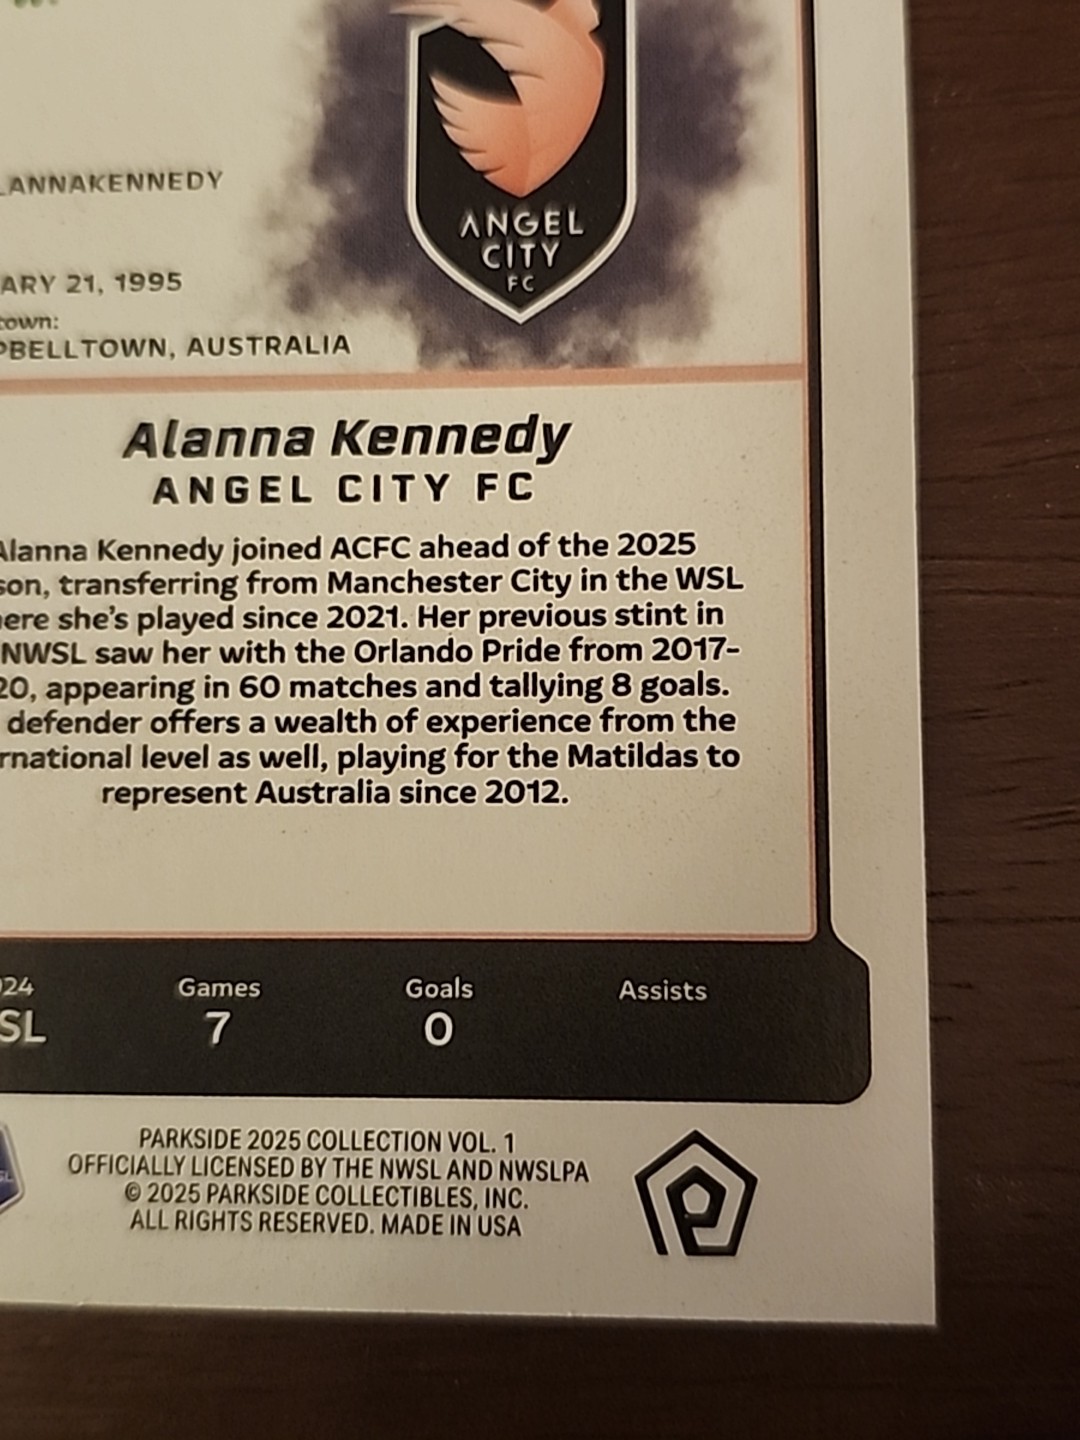 ANGEL
CITY
FC
LANNAKENNEDY
ARY 21, 1995
town:
PBELLTOWN, AUSTRALIA
Alanna Kennedy
ANGEL CITY FC
Alanna Kennedy joined ACFC ahead of the 2025
son, transferring from Manchester City in the WSL
here she's played since 2021. Her previous stint in
NWSL saw her with the Orlando Pride from 2017-
20, appearing in 60 matches and tallying 8 goals.
defender offers a wealth of experience from the
rnational level as well, playing for the Matildas to
represent Australia since 2012.
024 Games Goals Assists
SL 7 0
PARKSIDE 2025 COLLECTION VOL. 1
OFFICIALLY LICENSED BY THE NWSL AND NWSLPA
© 2025 PARKSIDE COLLECTIBLES, INC.
ALL RIGHTS RESERVED. MADE IN USA